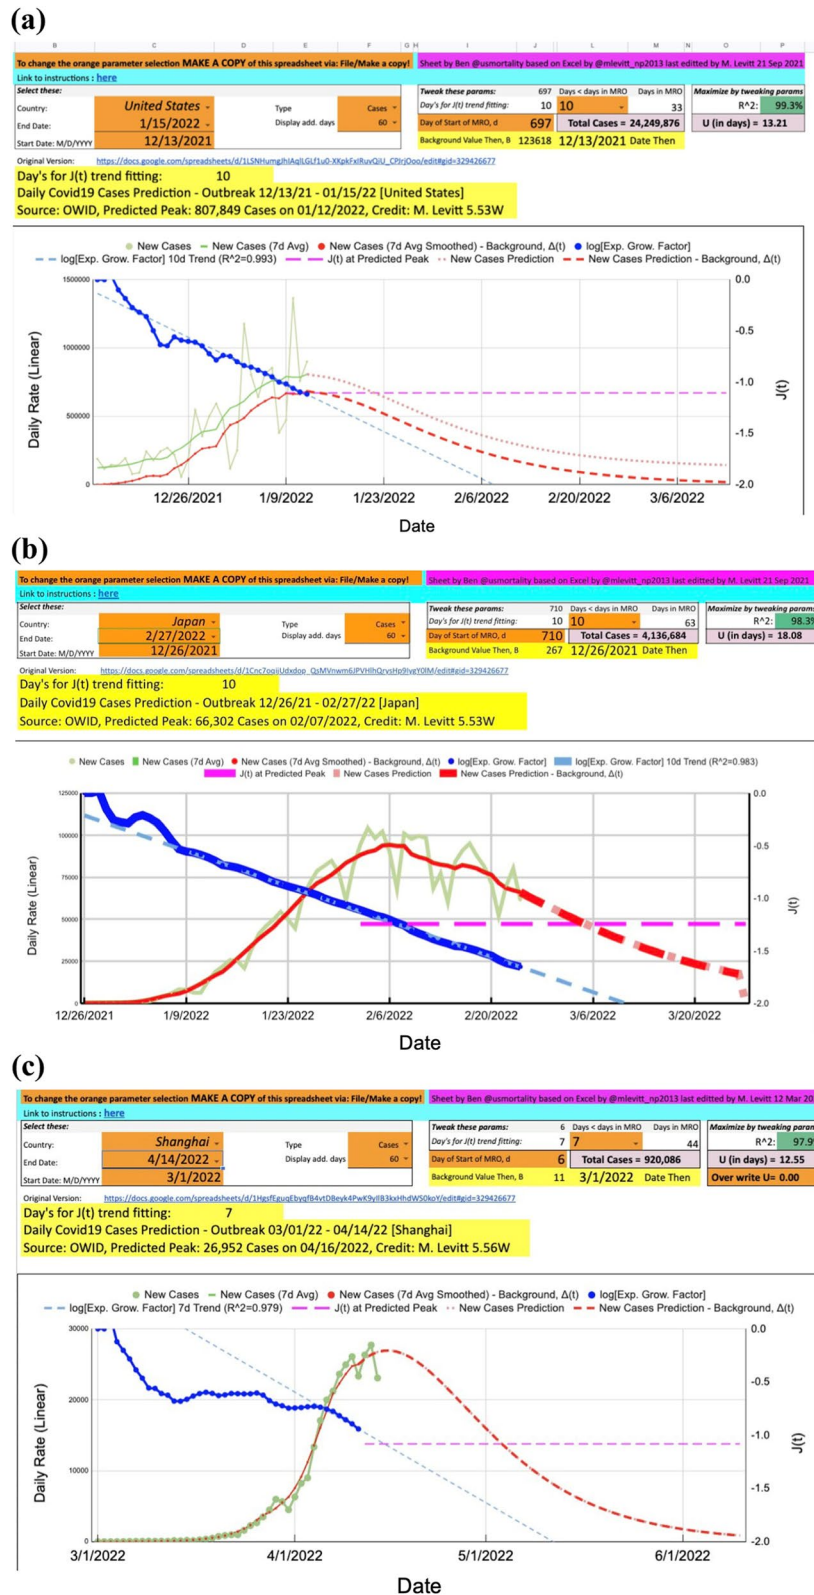 (a)
B C D E F G H I J L M N O P
To change the orange parameter selection MAKE A COPY of this spreadsheet via: File/Make a copy! Sheet by Ben @usmortality based on Excel by @mlevitt_np2013 last editted by M. Levitt 21 Sep 2021
Link to instructions : here
Select these: Tweak these params: 697 Days < days in MRO Days in MRO Maximize by tweaking params
Country: United States Type Cases Day's for J(t) trend fitting: 10 10 33 R^2: 99.3%
End Date: 1/15/2022 Display add. days 60 Day of Start of MRO, d 697 Total Cases = 24,249,876 U (in days) = 13.21
Start Date: M/D/YYYY 12/13/2021 Background Value Then, B 123618 12/13/2021 Date Then
Original Version:
Day's for J(t) trend fitting: 10
Daily Covid19 Cases Prediction - Outbreak 12/13/21 - 01/15/22 [United States]
Source: OWID, Predicted Peak: 807,849 Cases on 01/12/2022, Credit: M. Levitt 5.53W
New Cases New Cases (7d Avg) New Cases (7d Avg Smoothed) - Background, Δ(t) log[Exp. Grow. Factor]
log[Exp. Grow. Factor] 10d Trend (R^2=0.993) J(t) at Predicted Peak New Cases Prediction New Cases Prediction - Background, Δ(t)
1500000 0.0
-0.5
1000000
-1.0
500000
-1.5
0 -2.0
Daily Rate (Linear)
J(t)
12/26/2021 1/9/2022 1/23/2022 2/6/2022 2/20/2022 3/6/2022
Date
(b)
To change the orange parameter selection MAKE A COPY of this spreadsheet via: File/Make a copy! Sheet by Ben @usmortality based on Excel by @mlevitt_np2013 last editted by M. Levitt 21 Sep 2021
Link to instructions : here
Select these: Tweak these params: 710 Days < days in MRO Days in MRO Maximize by tweaking params
Country: Japan Type Cases Day's for J(t) trend fitting: 10 10 63 R^2: 98.3%
End Date: 2/27/2022 Display add. days 60 Day of Start of MRO, d 710 Total Cases = 4,136,684 U (in days) = 18.08
Start Date: M/D/YYYY 12/26/2021 Background Value Then, B 267 12/26/2021 Date Then
Original Version:
Day's for J(t) trend fitting: 10
Daily Covid19 Cases Prediction - Outbreak 12/26/21 - 02/27/22 [Japan]
Source: OWID, Predicted Peak: 66,302 Cases on 02/07/2022, Credit: M. Levitt 5.53W
New Cases New Cases (7d Avg) New Cases (7d Avg Smoothed) - Background, Δ(t) log[Exp. Grow. Factor] log[Exp. Grow. Factor] 10d Trend (R^2=0.983)
J(t) at Predicted Peak New Cases Prediction New Cases Prediction - Background, Δ(t)
125000 0.0
100000 -0.5
75000
-1.0
50000
-1.5
25000
0 -2.0
Daily Rate (Linear)
J(t)
12/26/2021 1/9/2022 1/23/2022 2/6/2022 2/20/2022 3/6/2022 3/20/2022
Date
(c)
To change the orange parameter selection MAKE A COPY of this spreadsheet via: File/Make a copy! Sheet by Ben @usmortality based on Excel by @mlevitt_np2013 last editted by M. Levitt 12 Mar 20
Link to instructions : here
Select these: Tweak these params: 6 Days < days in MRO Days in MRO Maximize by tweaking param
Country: Shanghai Type Cases Day's for J(t) trend fitting: 7 7 44 R^2: 97.9%
End Date: 4/14/2022 Display add. days 60 Day of Start of MRO, d 6 Total Cases = 920,086 U (in days) = 12.55
Start Date: M/D/YYYY 3/1/2022 Background Value Then, B 11 3/1/2022 Date Then Over write U= 0.00
Original Version:
Day's for J(t) trend fitting: 7
Daily Covid19 Cases Prediction - Outbreak 03/01/22 - 04/14/22 [Shanghai]
Source: OWID, Predicted Peak: 26,952 Cases on 04/16/2022, Credit: M. Levitt 5.56W
New Cases New Cases (7d Avg) New Cases (7d Avg Smoothed) - Background, Δ(t) log[Exp. Grow. Factor]
log[Exp. Grow. Factor] 7d Trend (R^2=0.979) J(t) at Predicted Peak New Cases Prediction New Cases Prediction - Background, Δ(t)
30000 0.0
-0.5
20000
-1.0
10000
-1.5
0 -2.0
Daily Rate (Linear)
J(t)
3/1/2022 4/1/2022 5/1/2022 6/1/2022
Date